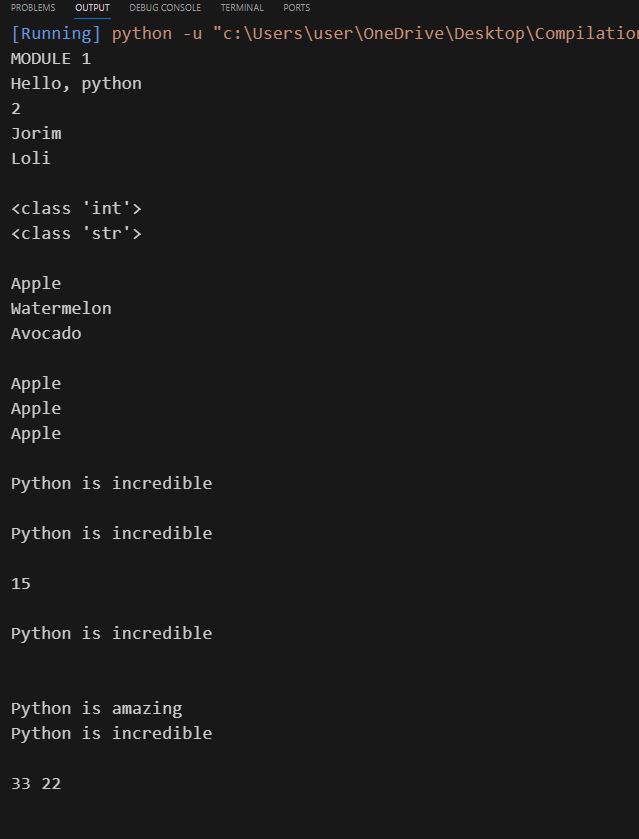 PROBLEMS OUTPUT DEBUG CONSOLE TERMINAL PORTS
[Running] python -u "c:\Users\user\OneDrive\Desktop\Compilation
MODULE 1
Hello, python
2
Jorim
Loli
<class 'int'>
<class 'str'>
Apple
Watermelon
Avocado
Apple
Apple
Apple
Python is incredible
Python is incredible
15
Python is incredible
Python is amazing
Python is incredible
33 22